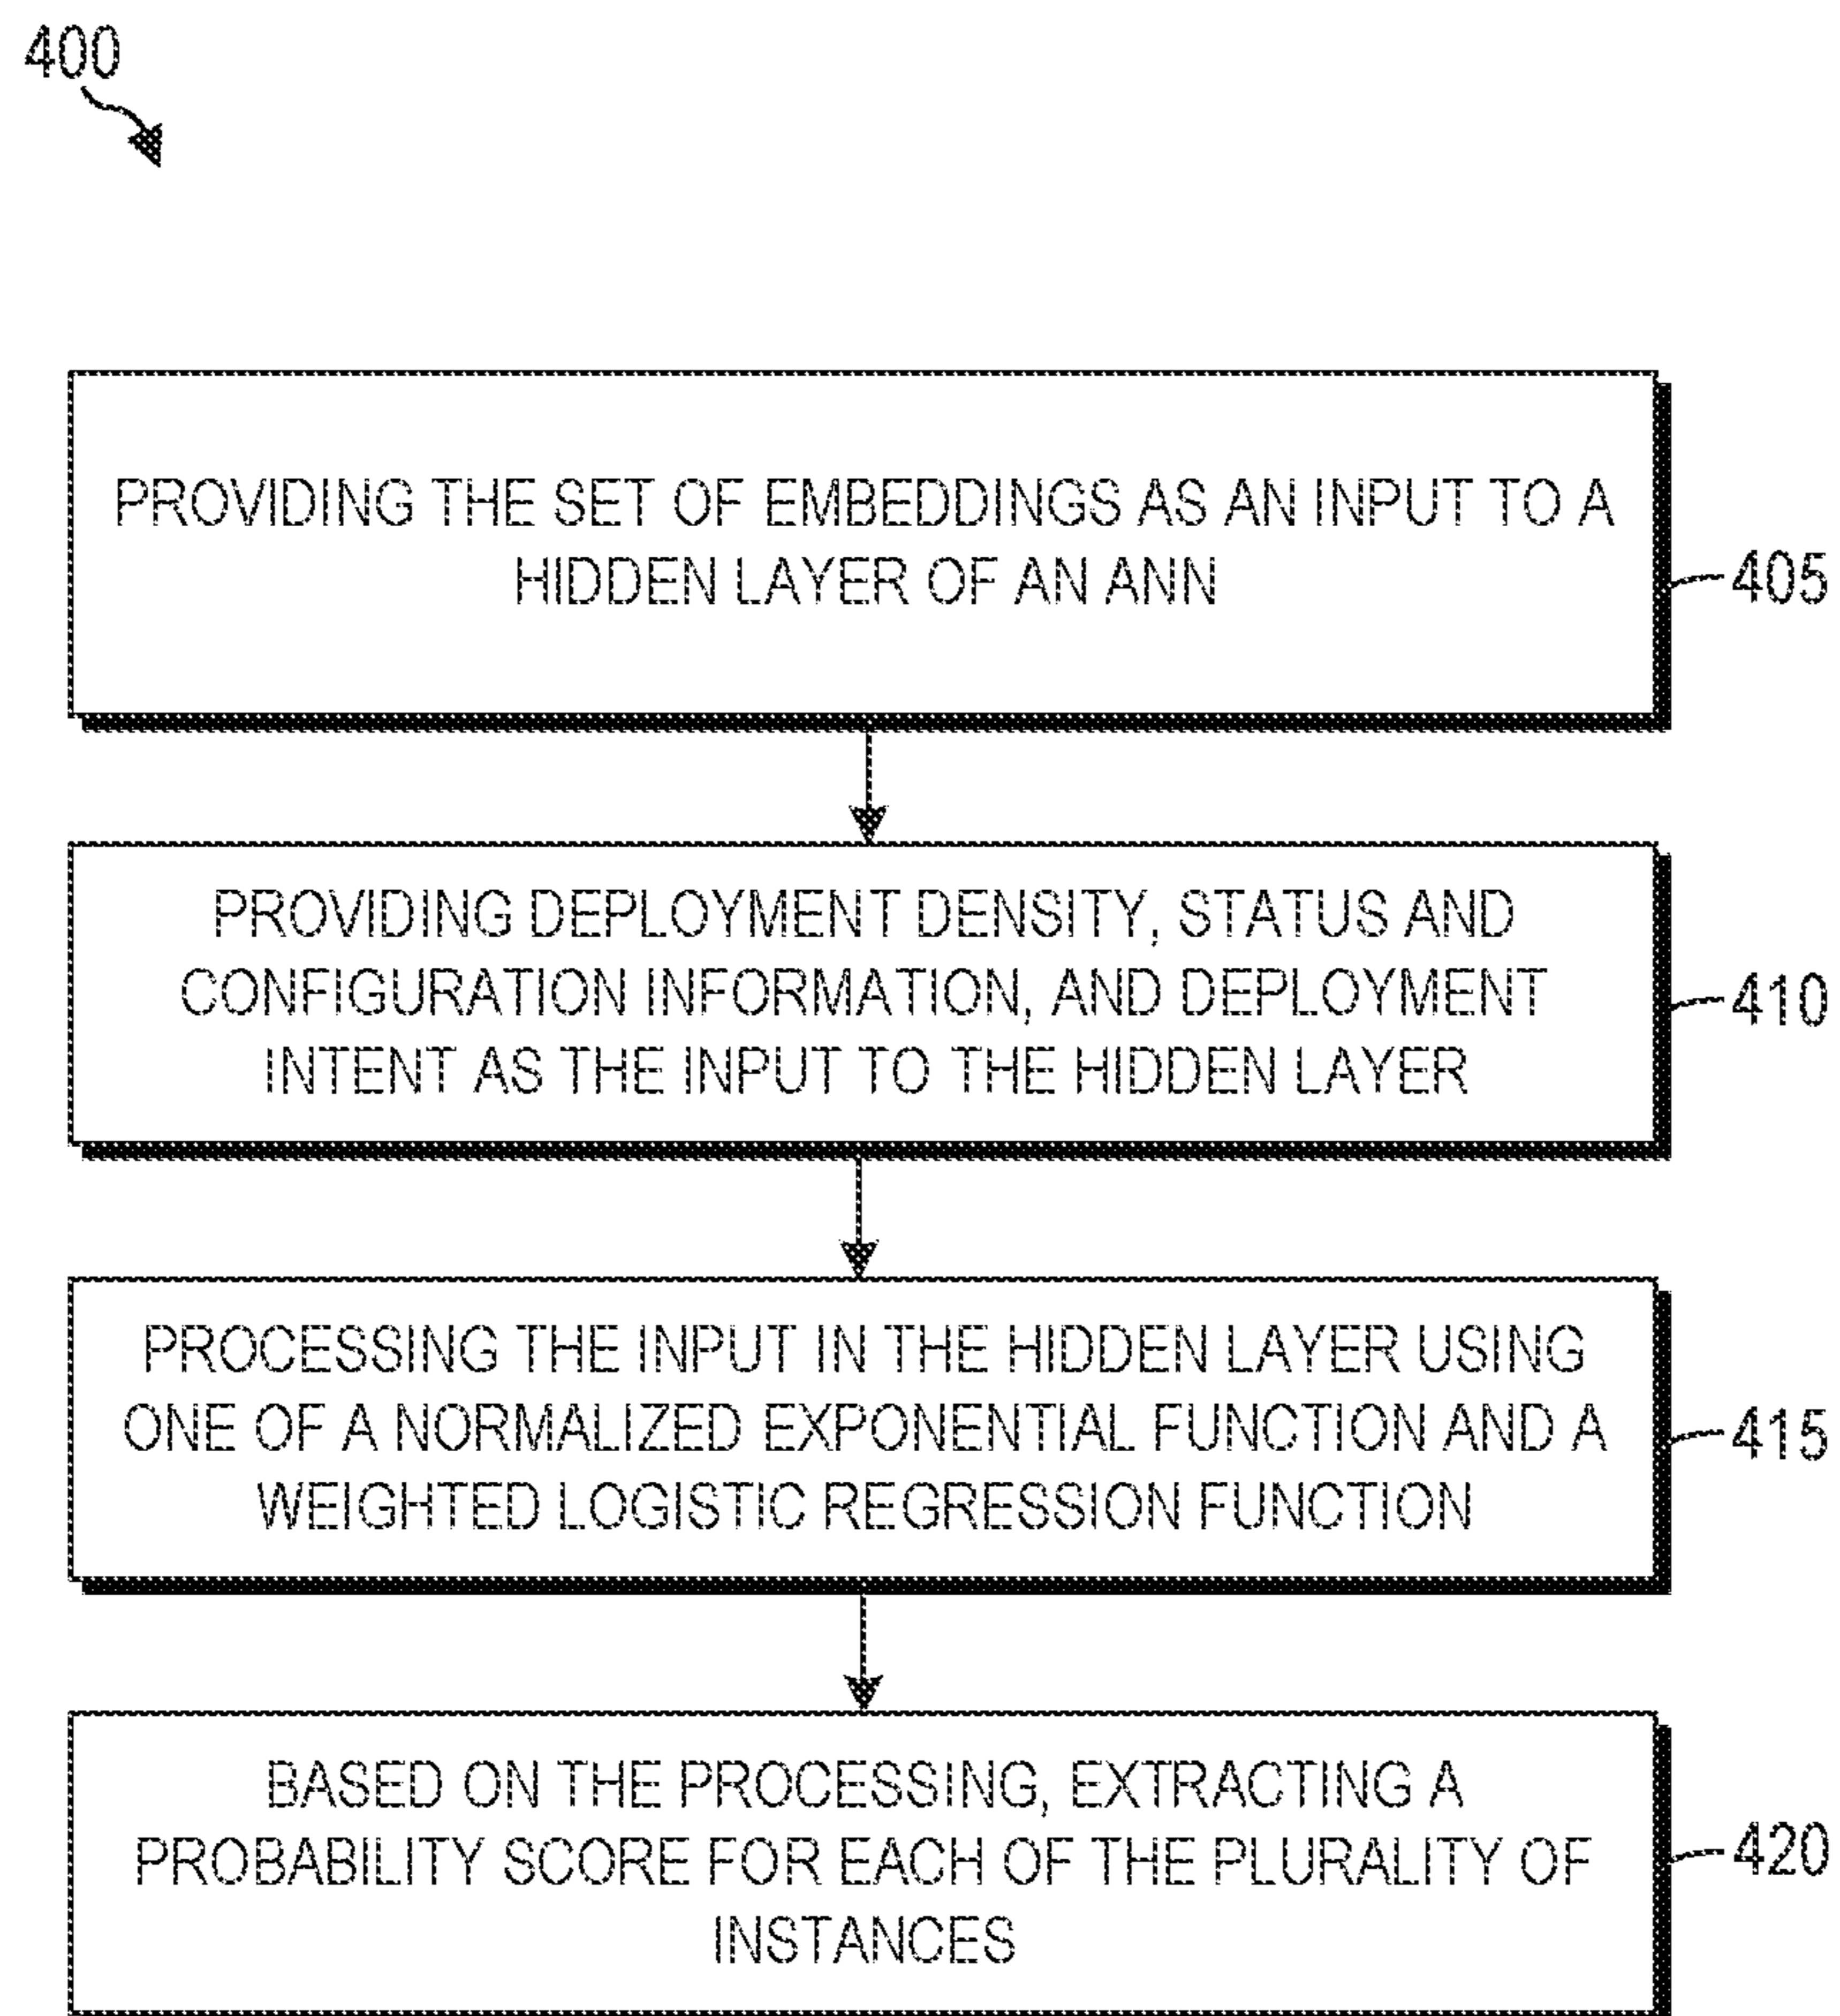 400
PROVIDING THE SET OF EMBEDDINGS AS AN INPUT TO A
HIDDEN LAYER OF AN ANN
405
PROVIDING DEPLOYMENT DENSITY, STATUS AND
CONFIGURATION INFORMATION, AND DEPLOYMENT
INTENT AS THE INPUT TO THE HIDDEN LAYER
410
PROCESSING THE INPUT IN THE HIDDEN LAYER USING
ONE OF A NORMALIZED EXPONENTIAL FUNCTION AND A
WEIGHTED LOGISTIC REGRESSION FUNCTION
415
BASED ON THE PROCESSING, EXTRACTING A
PROBABILITY SCORE FOR EACH OF THE PLURALITY OF
INSTANCES
420